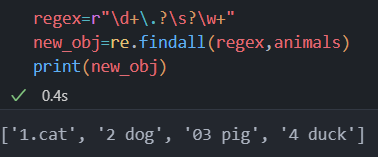 regex=r"\d+\.?\s?\w+"
new_obj=re.findall(regex,animals)
print(new_obj)
✓ 0.4s
['1.cat', '2 dog', '03 pig', '4 duck']